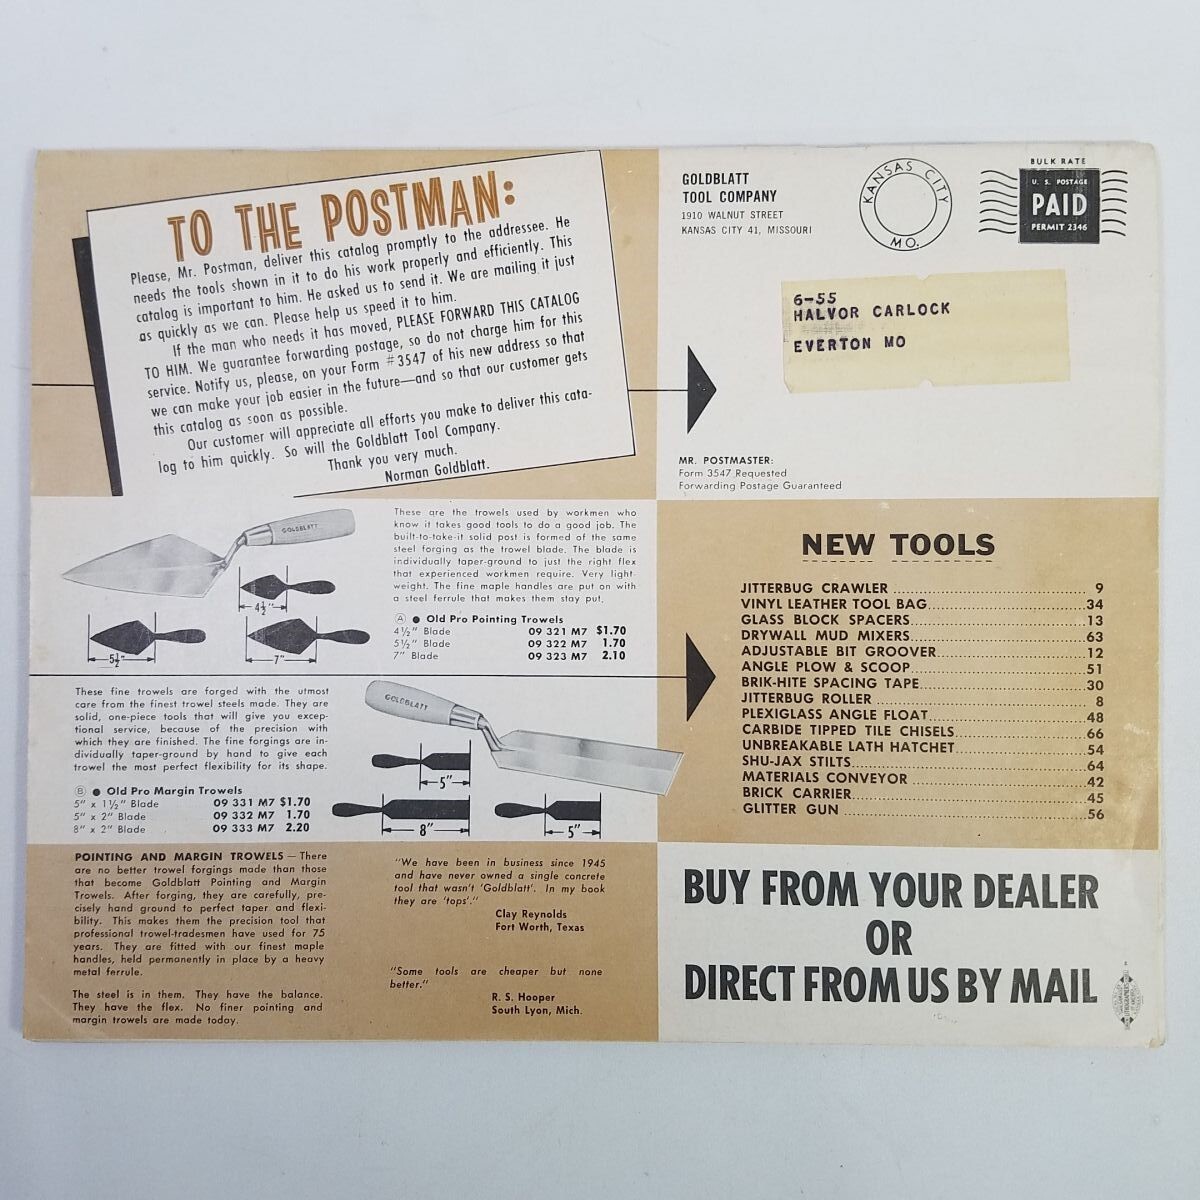 TO THE POSTMAN:
Please, Mr. Postman, deliver this catalog promptly to the addressee. He
needs the tools shown in it to do his work properly and efficiently. This
catalog is important to him. He asked us to send it. We are mailing it just
as quickly as we can. Please help us speed it to him.
If the man who needs it has moved, PLEASE FORWARD THIS CATALOG
TO HIM. We guarantee forwarding postage, so do not charge him for this
service. Notify us, please, on your Form #3547 of his new address so that
we can make your job easier in the future—and so that our customer gets
this catalog as soon as possible.
Our customer will appreciate all efforts you make to deliver this cata-
log to him quickly. So will the Goldblatt Tool Company.
Thank you very much.
Norman Goldblatt.
GOLDBLATT
TOOL COMPANY
1910 WALNUT STREET
KANSAS CITY 41, MISSOURI
KANSAS CITY
MO.
BULK RATE
U. S. POSTAGE
PAID
PERMIT 2346
6-55
HALVOR CARLOCK
EVERTON MO
MR. POSTMASTER:
Form 3547 Requested
Forwarding Postage Guaranteed
GOLDBLATT
4½"
5½"
7"
These are the trowels used by workmen who
know it takes good tools to do a good job. The
built-to-take-it solid post is formed of the same
steel forging as the trowel blade. The blade is
individually taper-ground to just the right flex
that experienced workmen require. Very light-
weight. The fine maple handles are put on with
a steel ferrule that makes them stay put.
Ⓐ ● Old Pro Pointing Trowels
4½" Blade 09 321 M7 $1.70
5½" Blade 09 322 M7 1.70
7" Blade 09 323 M7 2.10
These fine trowels are forged with the utmost
care from the finest trowel steels made. They are
solid, one-piece tools that will give you excep-
tional service, because of the precision with
which they are finished. The fine forgings are in-
dividually taper-ground by hand to give each
trowel the most perfect flexibility for its shape.
Ⓑ ● Old Pro Margin Trowels
5" x 1½" Blade 09 331 M7 $1.70
5" x 2" Blade 09 332 M7 1.70
8" x 2" Blade 09 333 M7 2.20
GOLDBLATT
5"
8"
5"
NEW TOOLS
JITTERBUG CRAWLER 9
VINYL LEATHER TOOL BAG 34
GLASS BLOCK SPACERS 13
DRYWALL MUD MIXERS 63
ADJUSTABLE BIT GROOVER 12
ANGLE PLOW & SCOOP 51
BRIK-HITE SPACING TAPE 30
JITTERBUG ROLLER 8
PLEXIGLASS ANGLE FLOAT 48
CARBIDE TIPPED TILE CHISELS 66
UNBREAKABLE LATH HATCHET 54
SHU-JAX STILTS 64
MATERIALS CONVEYOR 42
BRICK CARRIER 45
GLITTER GUN 56
POINTING AND MARGIN TROWELS — There
are no better trowel forgings made than those
that become Goldblatt Pointing and Margin
Trowels. After forging, they are carefully, pre-
cisely hand ground to perfect taper and flexi-
bility. This makes them the precision tool that
professional trowel-tradesmen have used for 75
years. They are fitted with our finest maple
handles, held permanently in place by a heavy
metal ferrule.
The steel is in them. They have the balance.
They have the flex. No finer pointing and
margin trowels are made today.
"We have been in business since 1945
and have never owned a single concrete
tool that wasn't 'Goldblatt'. In my book
they are 'tops'."
Clay Reynolds
Fort Worth, Texas
"Some tools are cheaper but none
better."
R. S. Hooper
South Lyon, Mich.
BUY FROM YOUR DEALER
OR
DIRECT FROM US BY MAIL